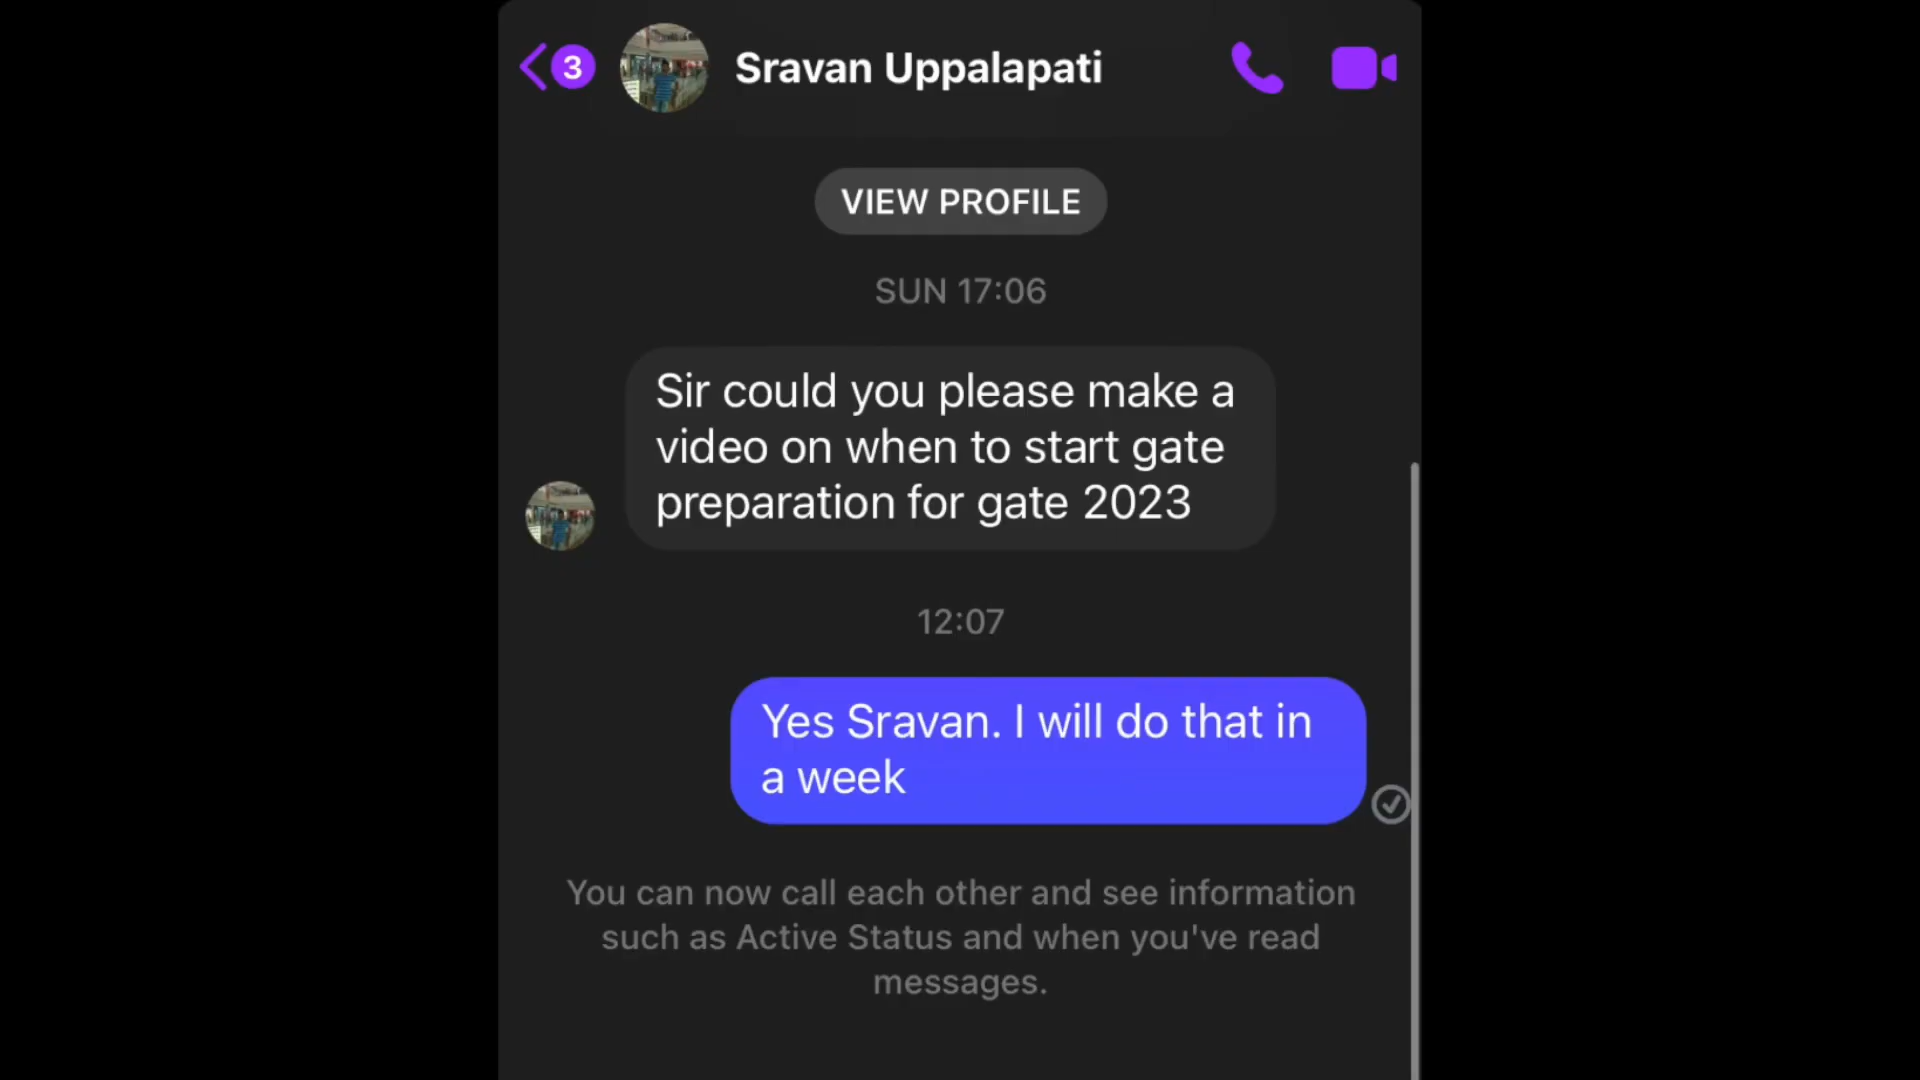 3
Sravan Uppalapati
VIEW PROFILE
SUN 17:06
Sir could you please make a
video on when to start gate
preparation for gate 2023
12:07
Yes Sravan. I will do that in
a week
You can now call each other and see information
such as Active Status and when you've read
messages.